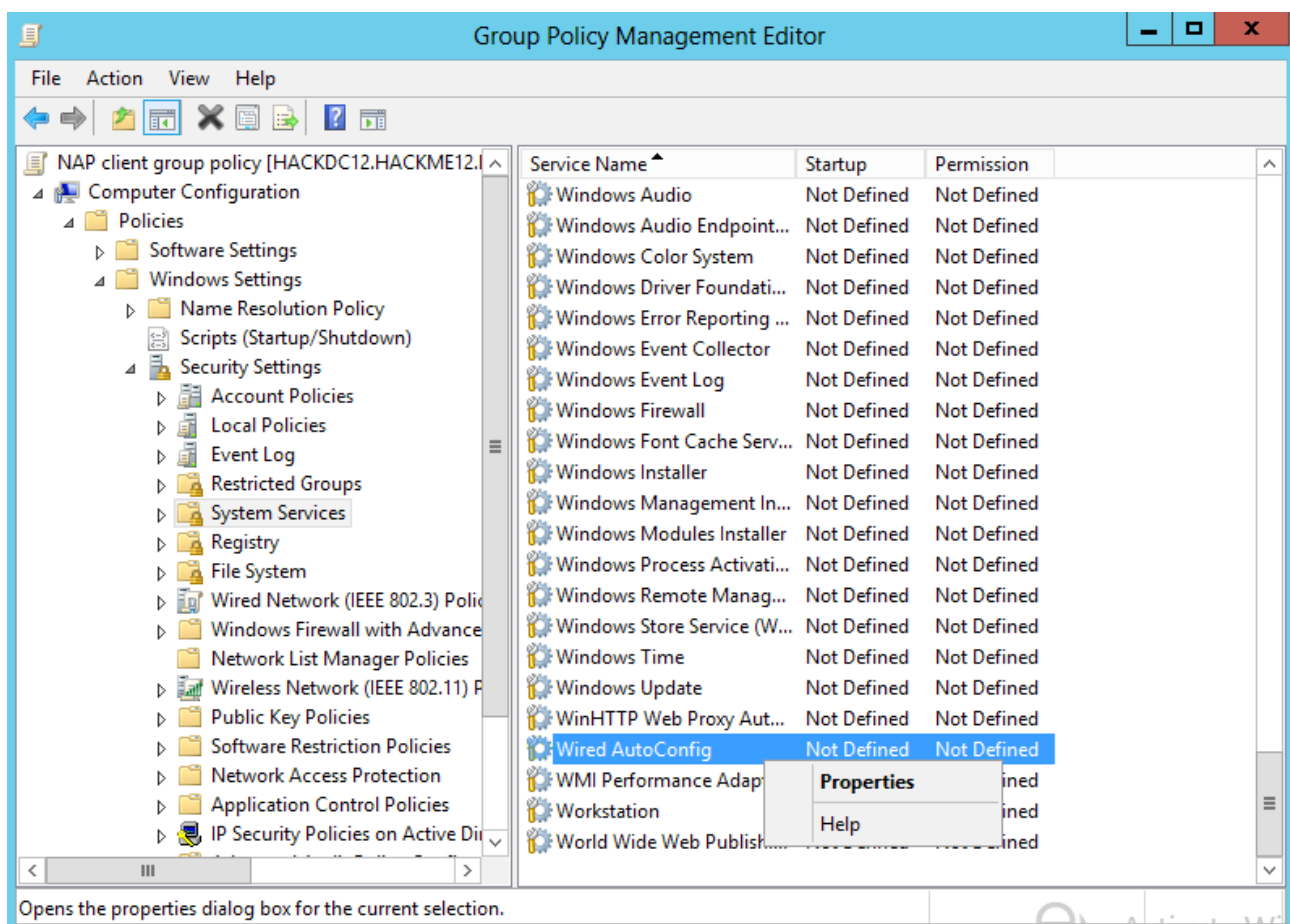 Group Policy Management Editor
File Action View Help
NAP client group policy [HACKDC12.HACKME12.
Computer Configuration
Policies
Software Settings
Windows Settings
Name Resolution Policy
Scripts (Startup/Shutdown)
Security Settings
Account Policies
Local Policies
Event Log
Restricted Groups
System Services
Registry
File System
Wired Network (IEEE 802.3) Polic
Windows Firewall with Advance
Network List Manager Policies
Wireless Network (IEEE 802.11) P
Public Key Policies
Software Restriction Policies
Network Access Protection
Application Control Policies
IP Security Policies on Active Di
Service Name Startup Permission
Windows Audio Not Defined Not Defined
Windows Audio Endpoint... Not Defined Not Defined
Windows Color System Not Defined Not Defined
Windows Driver Foundati... Not Defined Not Defined
Windows Error Reporting ... Not Defined Not Defined
Windows Event Collector Not Defined Not Defined
Windows Event Log Not Defined Not Defined
Windows Firewall Not Defined Not Defined
Windows Font Cache Serv... Not Defined Not Defined
Windows Installer Not Defined Not Defined
Windows Management In... Not Defined Not Defined
Windows Modules Installer Not Defined Not Defined
Windows Process Activati... Not Defined Not Defined
Windows Remote Manag... Not Defined Not Defined
Windows Store Service (W... Not Defined Not Defined
Windows Time Not Defined Not Defined
Windows Update Not Defined Not Defined
WinHTTP Web Proxy Aut... Not Defined Not Defined
Wired AutoConfig Not Defined Not Defined
WMI Performance Adap ined
Workstation ined
World Wide Web Publish... ined
Properties
Help
Opens the properties dialog box for the current selection.